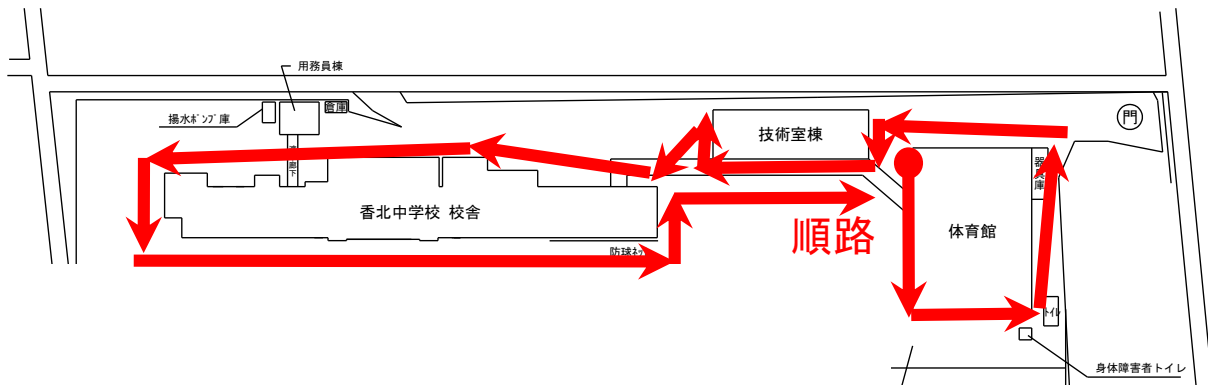 用務員棟
倉庫
揚水ポンプ庫
門
技術室棟
廊下
器具庫
香北中学校 校舎
体育館
順路
防球ネット
トイレ
身体障害者トイレ